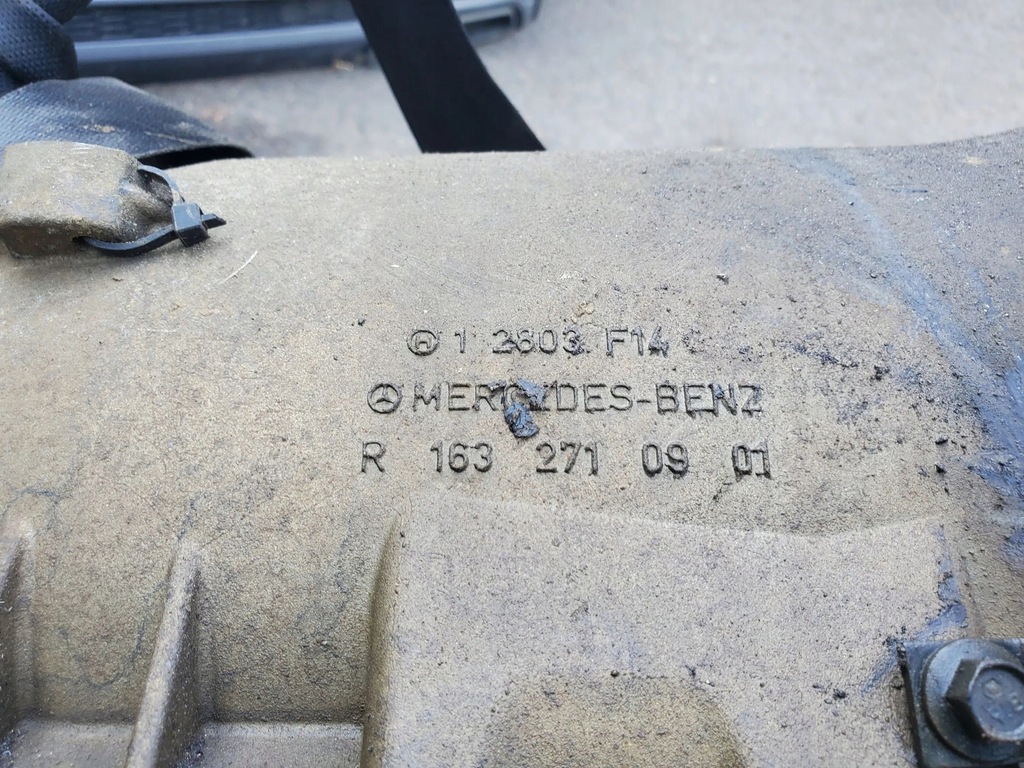 1 2803 F14
MERCEDES-BENZ
R 163 271 09 01